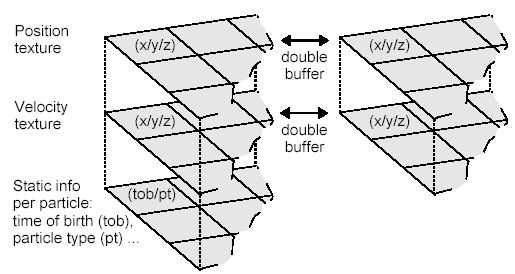 Position
texture
(x/y/z)
double
buffer
(x/y/z)
Velocity
texture
(x/y/z)
double
buffer
(x/y/z)
Static info
per particle:
time of birth (tob),
particle type (pt) ...
(tob/pt)